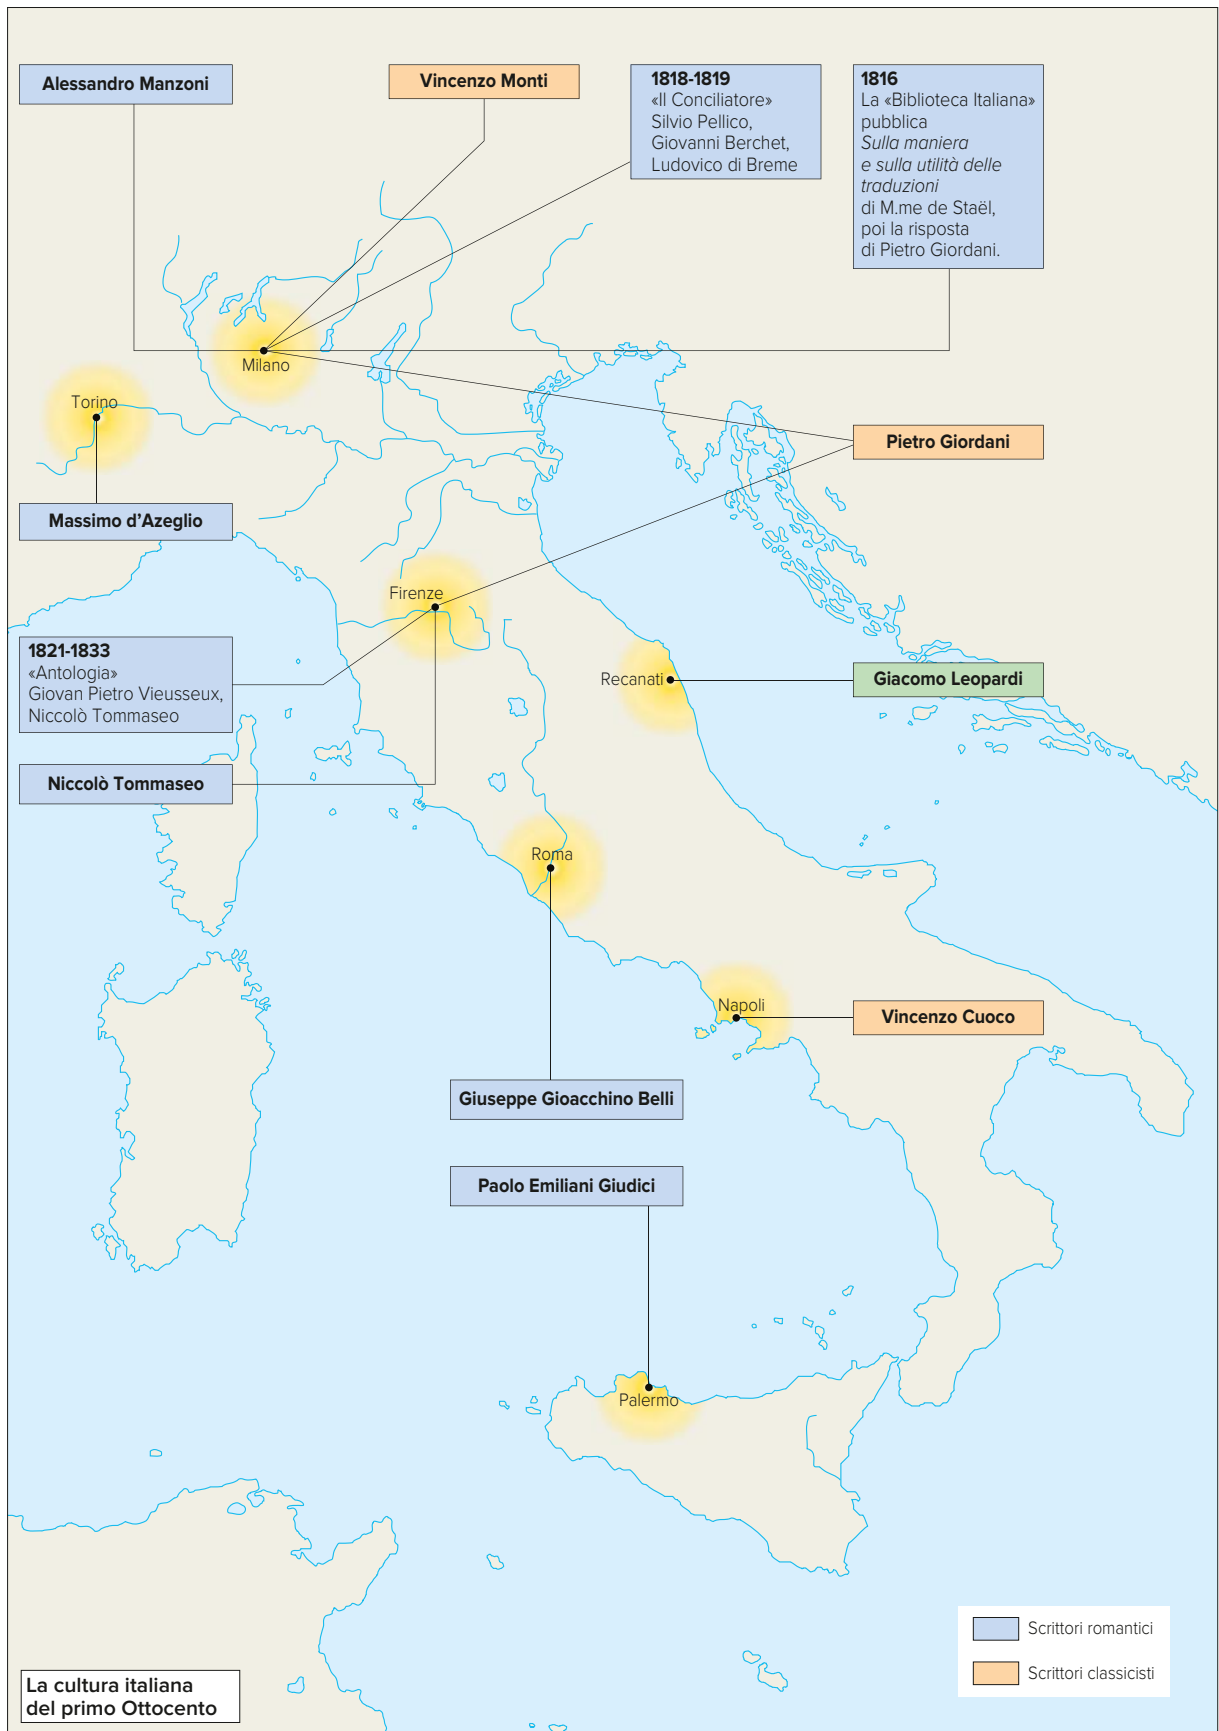 Alessandro Manzoni
Vincenzo Monti
1818-1819
«Il Conciliatore»
Silvio Pellico,
Giovanni Berchet,
Ludovico di Breme
1816
La «Biblioteca Italiana»
pubblica
Sulla maniera
e sulla utilità delle
traduzioni
di M.me de Staël,
poi la risposta
di Pietro Giordani.
Milano
Torino
Pietro Giordani
Massimo d’Azeglio
Firenze
1821-1833
«Antologia»
Giovan Pietro Vieusseux,
Niccolò Tommaseo
Recanati
Giacomo Leopardi
Niccolò Tommaseo
Roma
Napoli
Vincenzo Cuoco
Giuseppe Gioacchino Belli
Paolo Emiliani Giudici
Palermo
Scrittori romantici
Scrittori classicisti
La cultura italiana
del primo Ottocento